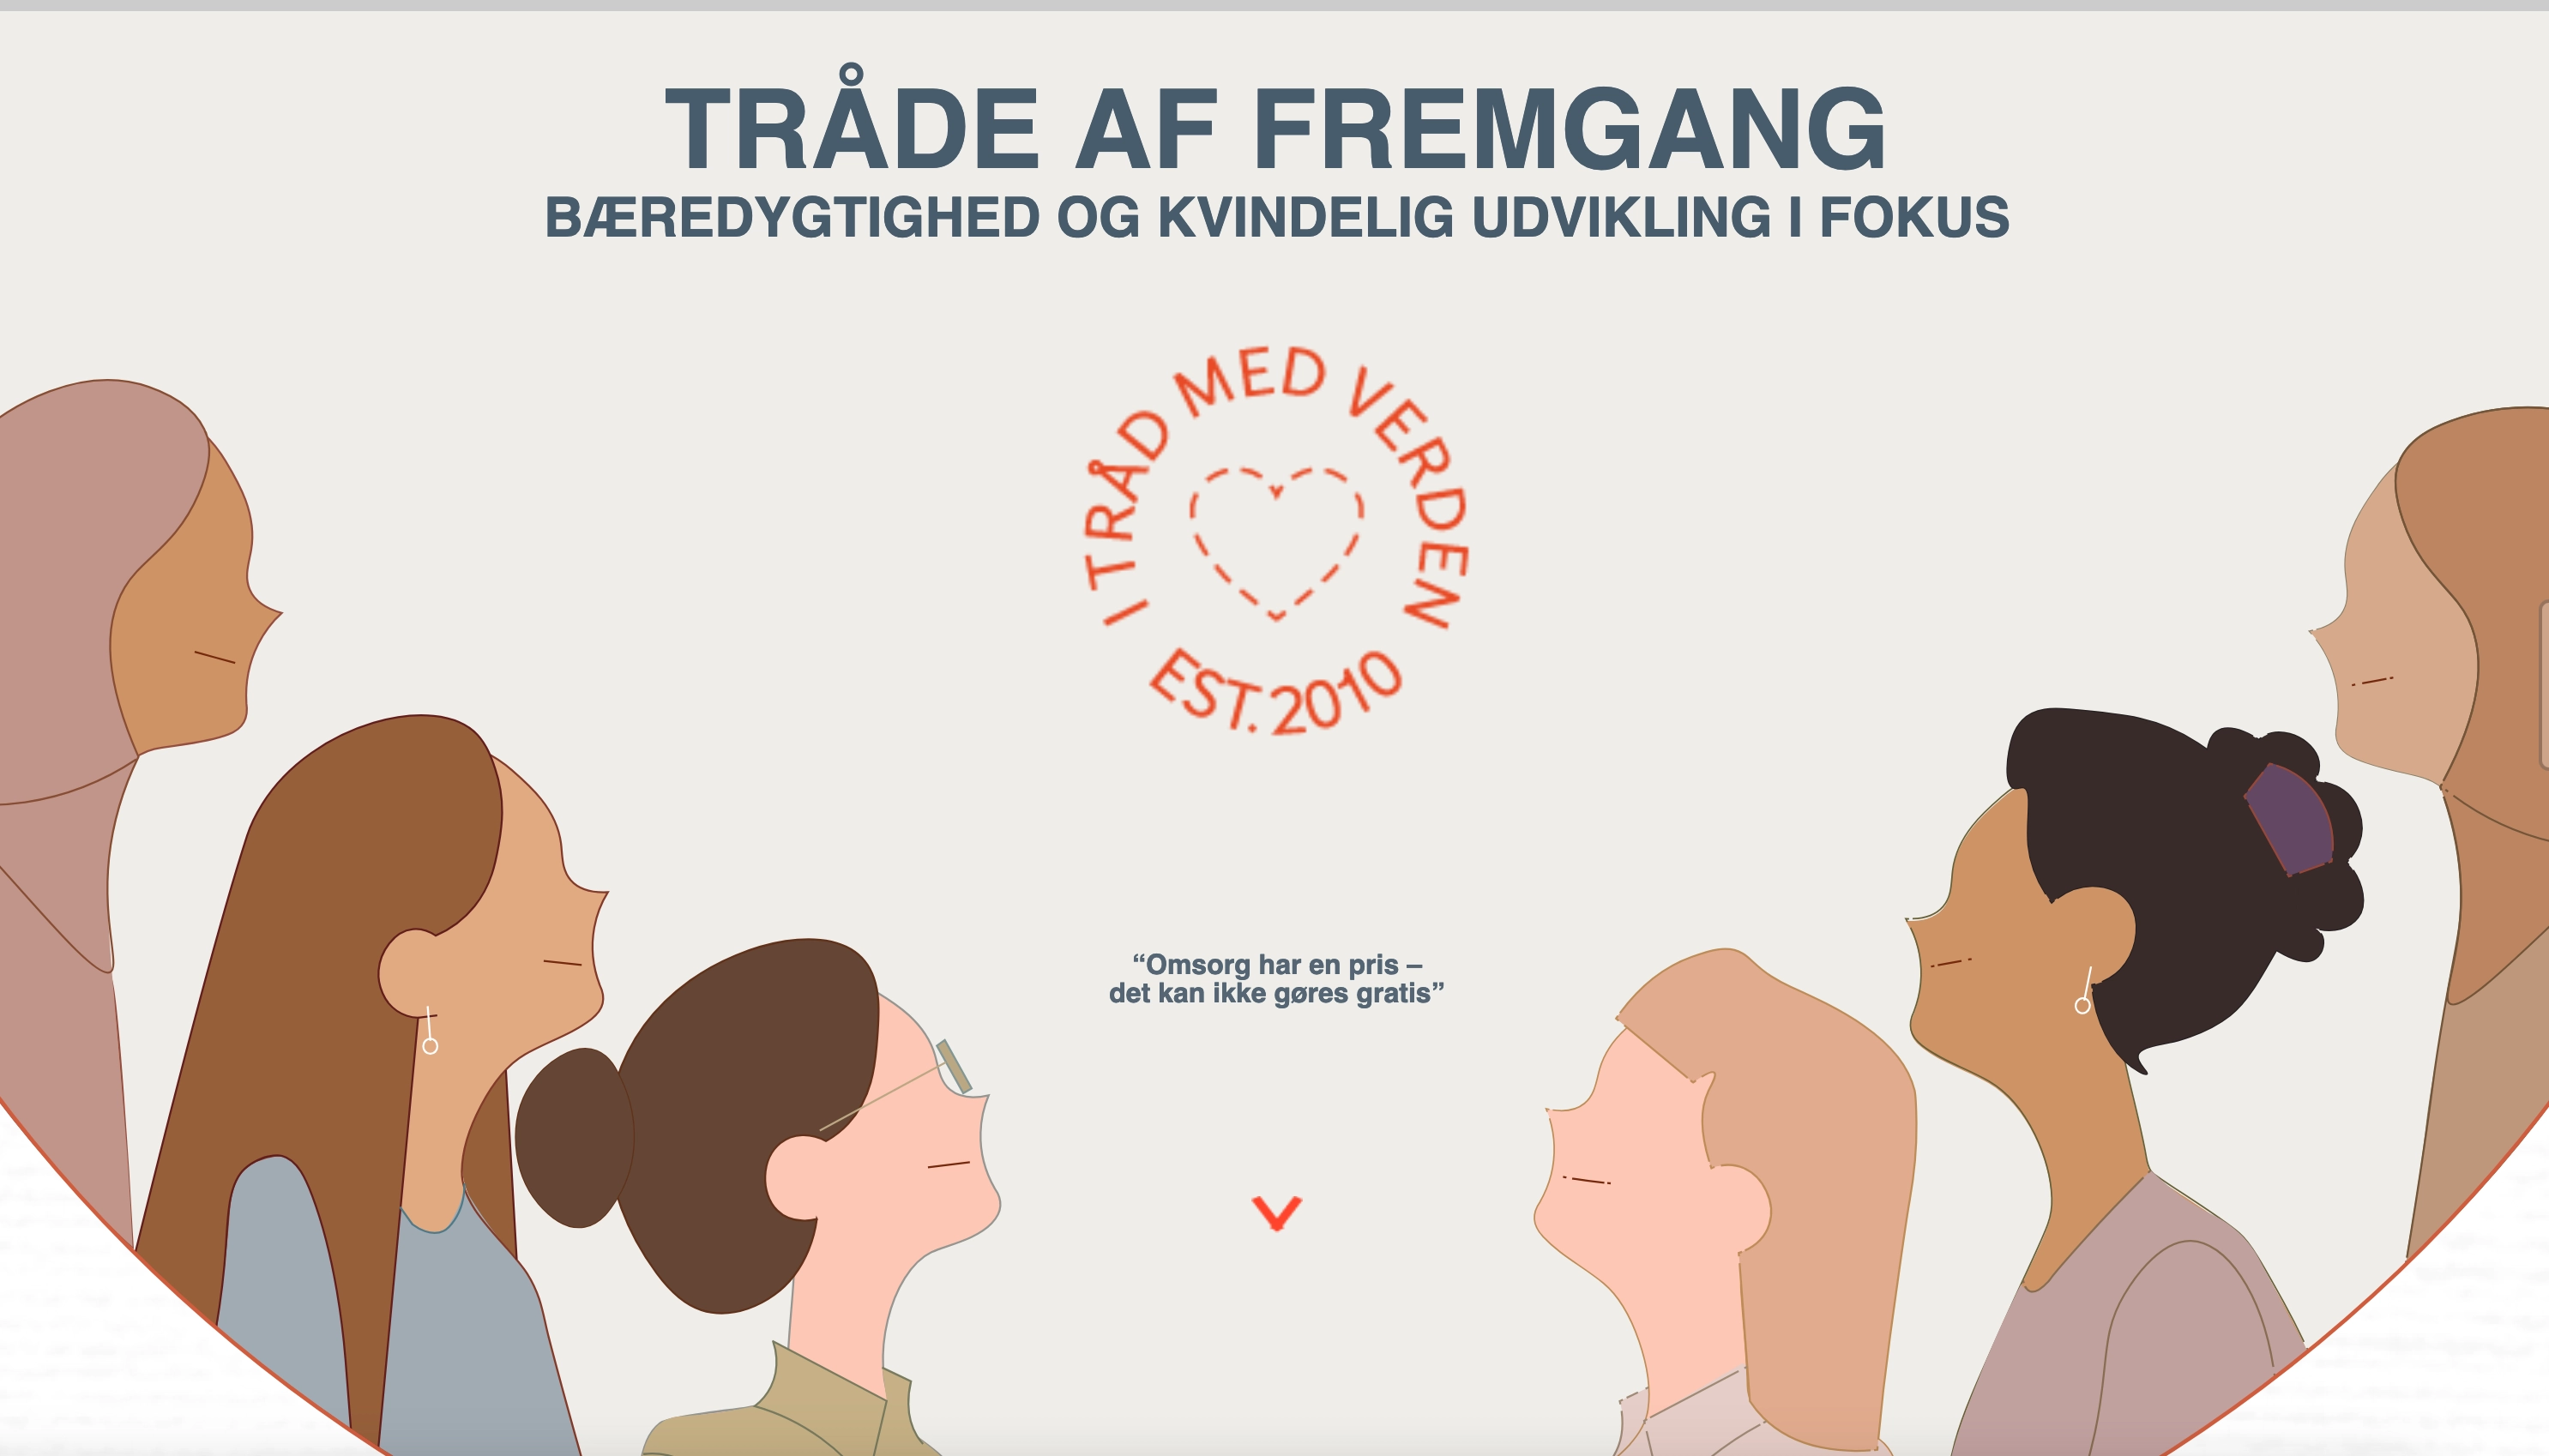 TRÅDE AF FREMGANG
BÆREDYGTIGHED OG KVINDELIG UDVIKLING I FOKUS
I TRÅD MED VERDEN
EST. 2010
“Omsorg har en pris –
det kan ikke gøres gratis”